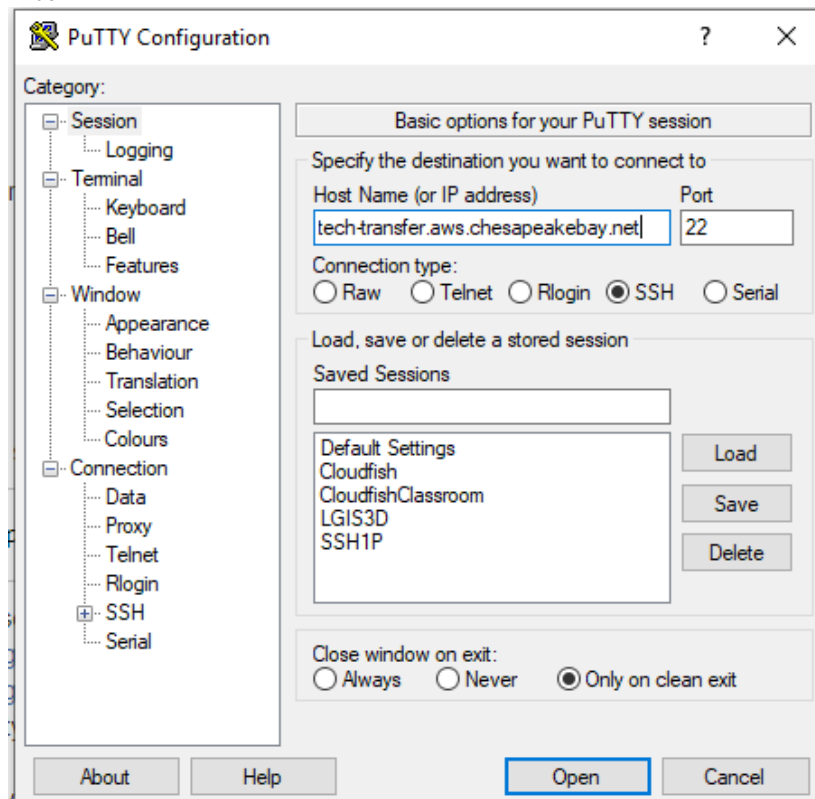 PuTTY Configuration ? ×
Category:
Session
Logging
Terminal
Keyboard
Bell
Features
Window
Appearance
Behaviour
Translation
Selection
Colours
Connection
Data
Proxy
Telnet
Rlogin
SSH
Serial
Basic options for your PuTTY session
Specify the destination you want to connect to
Host Name (or IP address) Port
tech-transfer.aws.chesapeakebay.net 22
Connection type:
Raw Telnet Rlogin SSH Serial
Load, save or delete a stored session
Saved Sessions
Default Settings
Cloudfish
CloudfishClassroom
LGIS3D
SSH1P
Load
Save
Delete
Close window on exit:
Always Never Only on clean exit
About Help Open Cancel